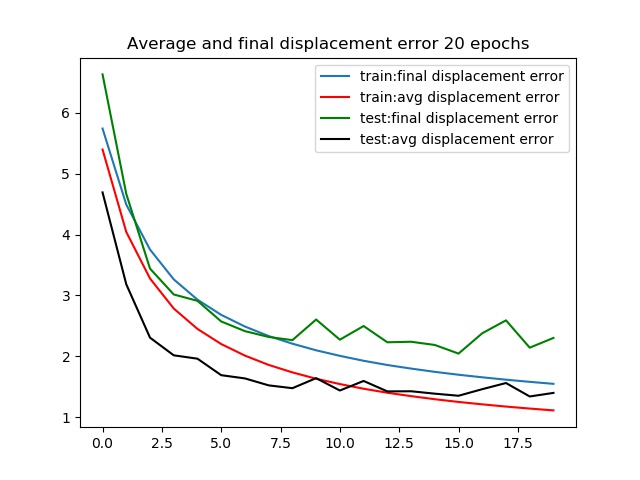 Average and final displacement error 20 epochs
train:final displacement error
train:avg displacement error
test:final displacement error
test:avg displacement error
6
5
4
3
2
1
0.0 2.5 5.0 7.5 10.0 12.5 15.0 17.5